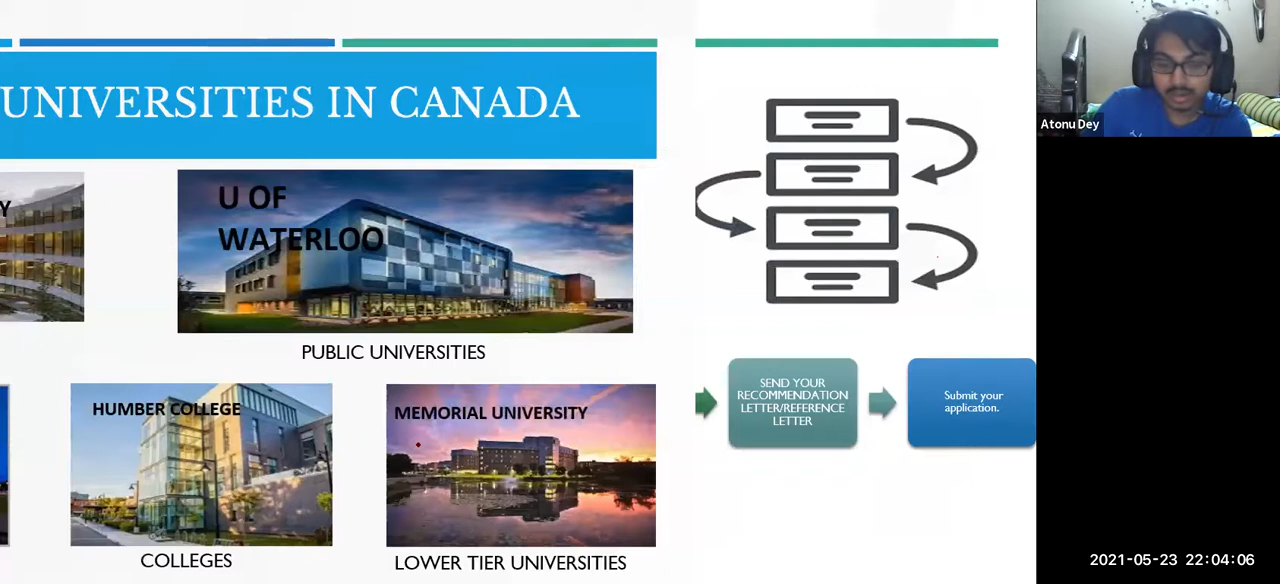 UNIVERSITIES IN CANADA
Y
U OF
WATERLOO
PUBLIC UNIVERSITIES
HUMBER COLLEGE
MEMORIAL UNIVERSITY
COLLEGES
LOWER TIER UNIVERSITIES
SEND YOUR
RECOMMENDATION
LETTER/REFERENCE
LETTER
Submit your
application.
Atonu Dey
2021-05-23 22:04:06